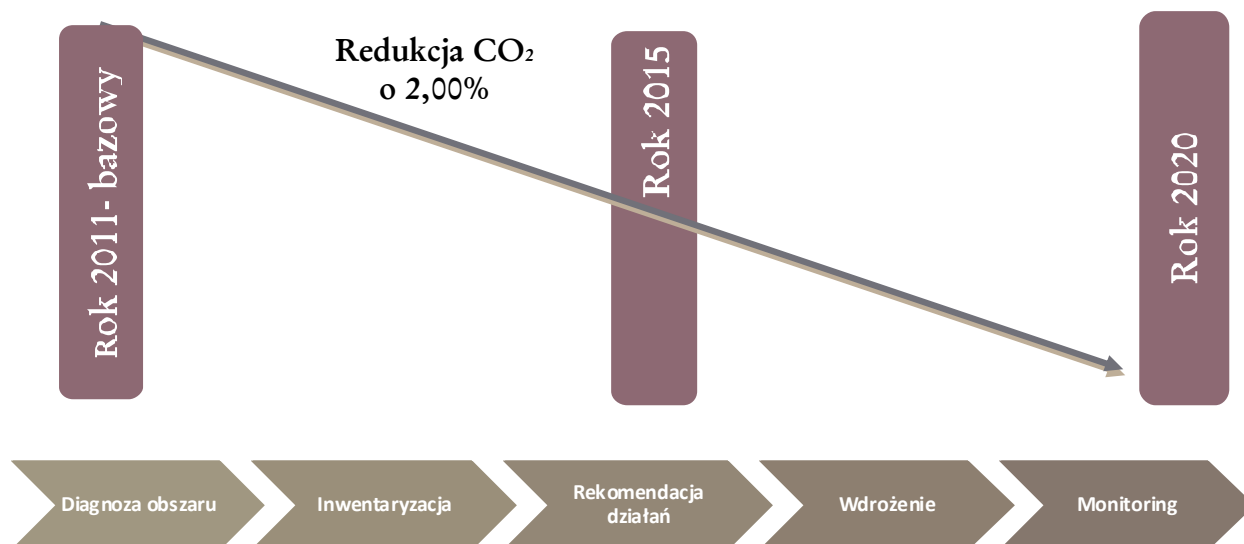 Redukcja CO₂
o 2,00%
Rok 2011- bazowy
Rok 2015
Rok 2020
Diagnoza obszaru
Inwentaryzacja
Rekomendacja
działań
Wdrożenie
Monitoring